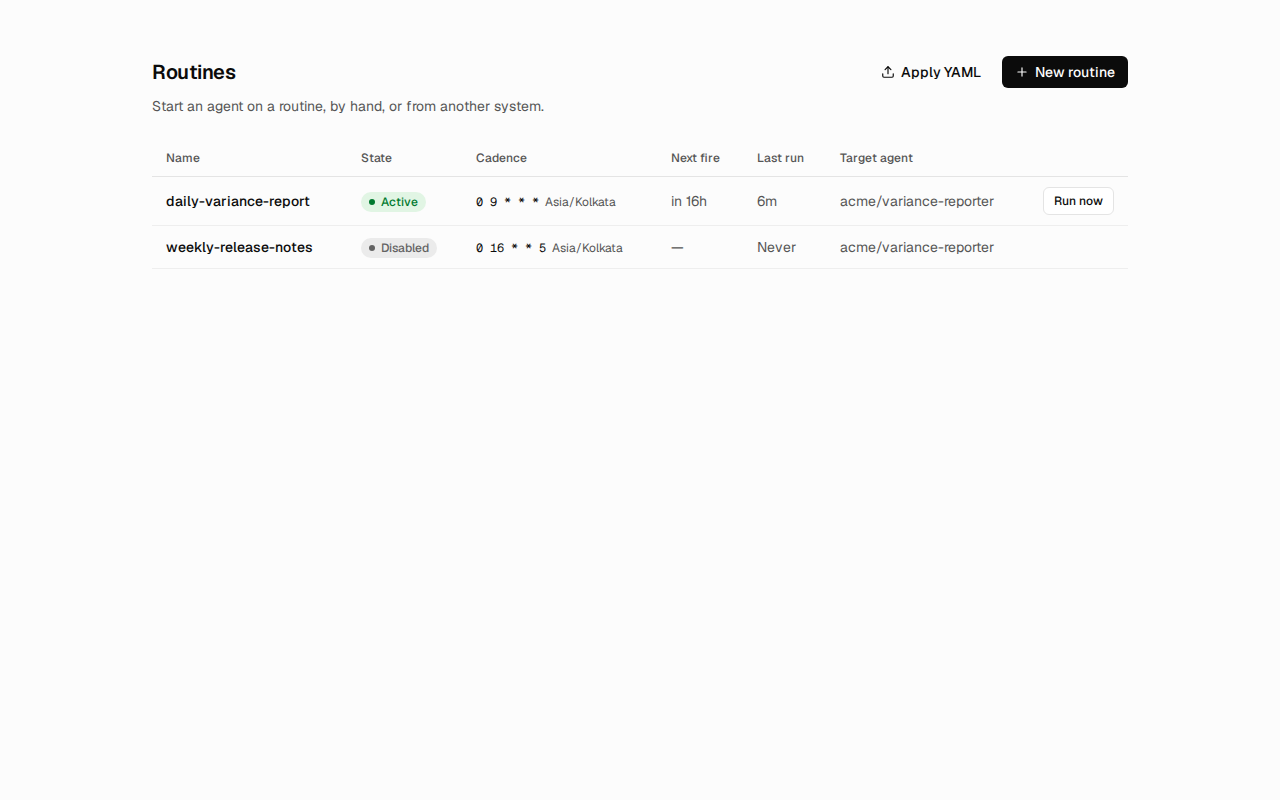 Routines
Apply YAML
New routine
Start an agent on a routine, by hand, or from another system.
Name State Cadence Next fire Last run Target agent
daily-variance-report Active 0 9 * * * Asia/Kolkata in 16h 6m acme/variance-reporter Run now
weekly-release-notes Disabled 0 16 * * 5 Asia/Kolkata — Never acme/variance-reporter